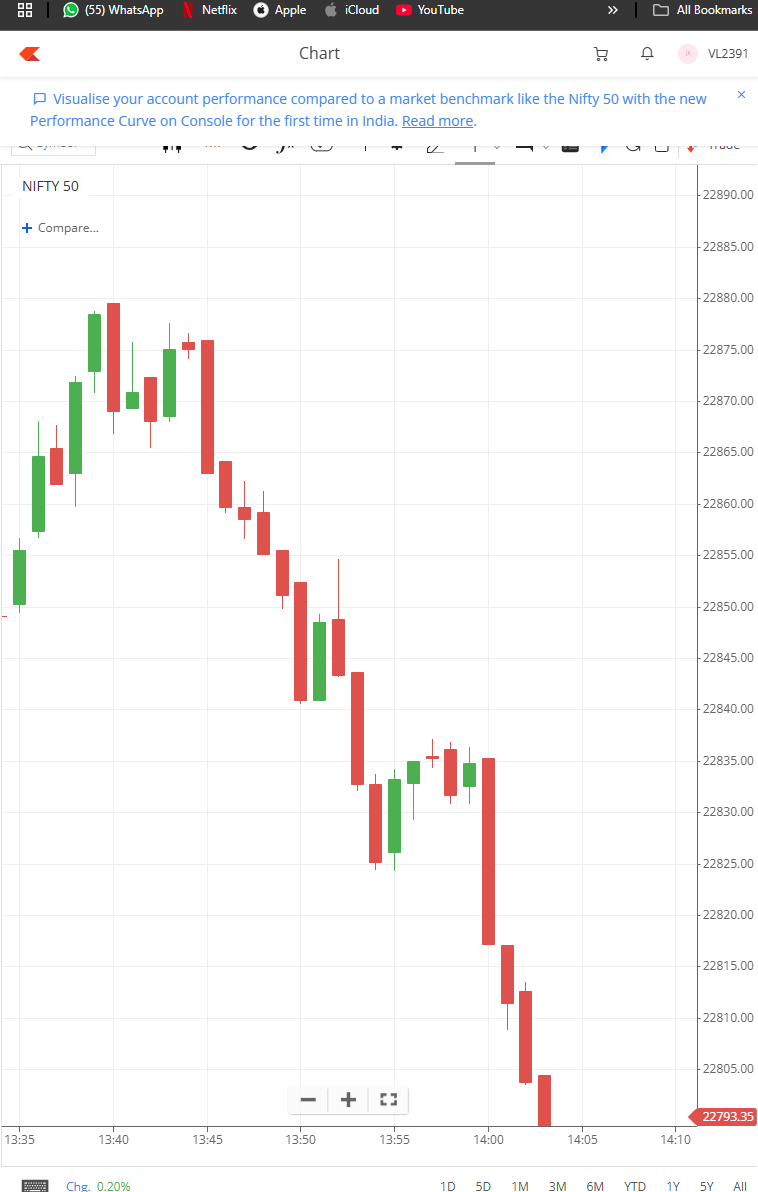 (55) WhatsApp Netflix Apple iCloud YouTube » All Bookmarks
Chart VL2391
Visualise your account performance compared to a market benchmark like the Nifty 50 with the new
Performance Curve on Console for the first time in India. Read more.
NIFTY 50
+ Compare...
22890.00
22885.00
22880.00
22875.00
22870.00
22865.00
22860.00
22855.00
22850.00
22845.00
22840.00
22835.00
22830.00
22825.00
22820.00
22815.00
22810.00
22805.00
22793.35
13:35 13:40 13:45 13:50 13:55 14:00 14:05 14:10
Chg. 0.20% 1D 5D 1M 3M 6M YTD 1Y 5Y All